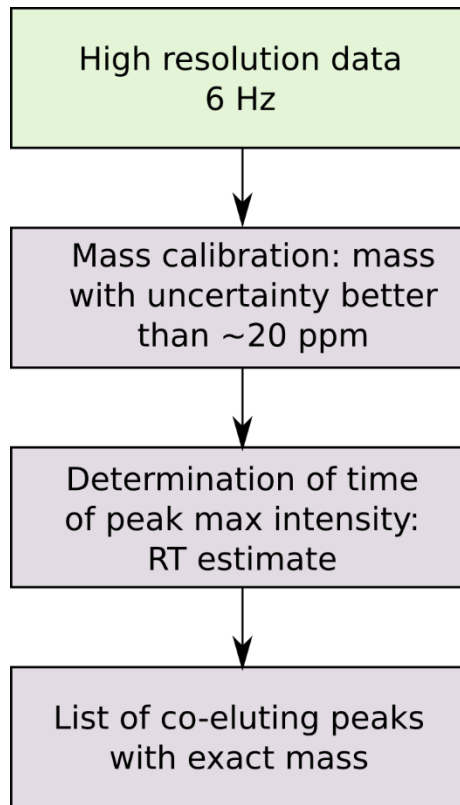 High resolution data
6 Hz
Mass calibration: mass
with uncertainty better
than ~20 ppm
Determination of time
of peak max intensity:
RT estimate
List of co-eluting peaks
with exact mass